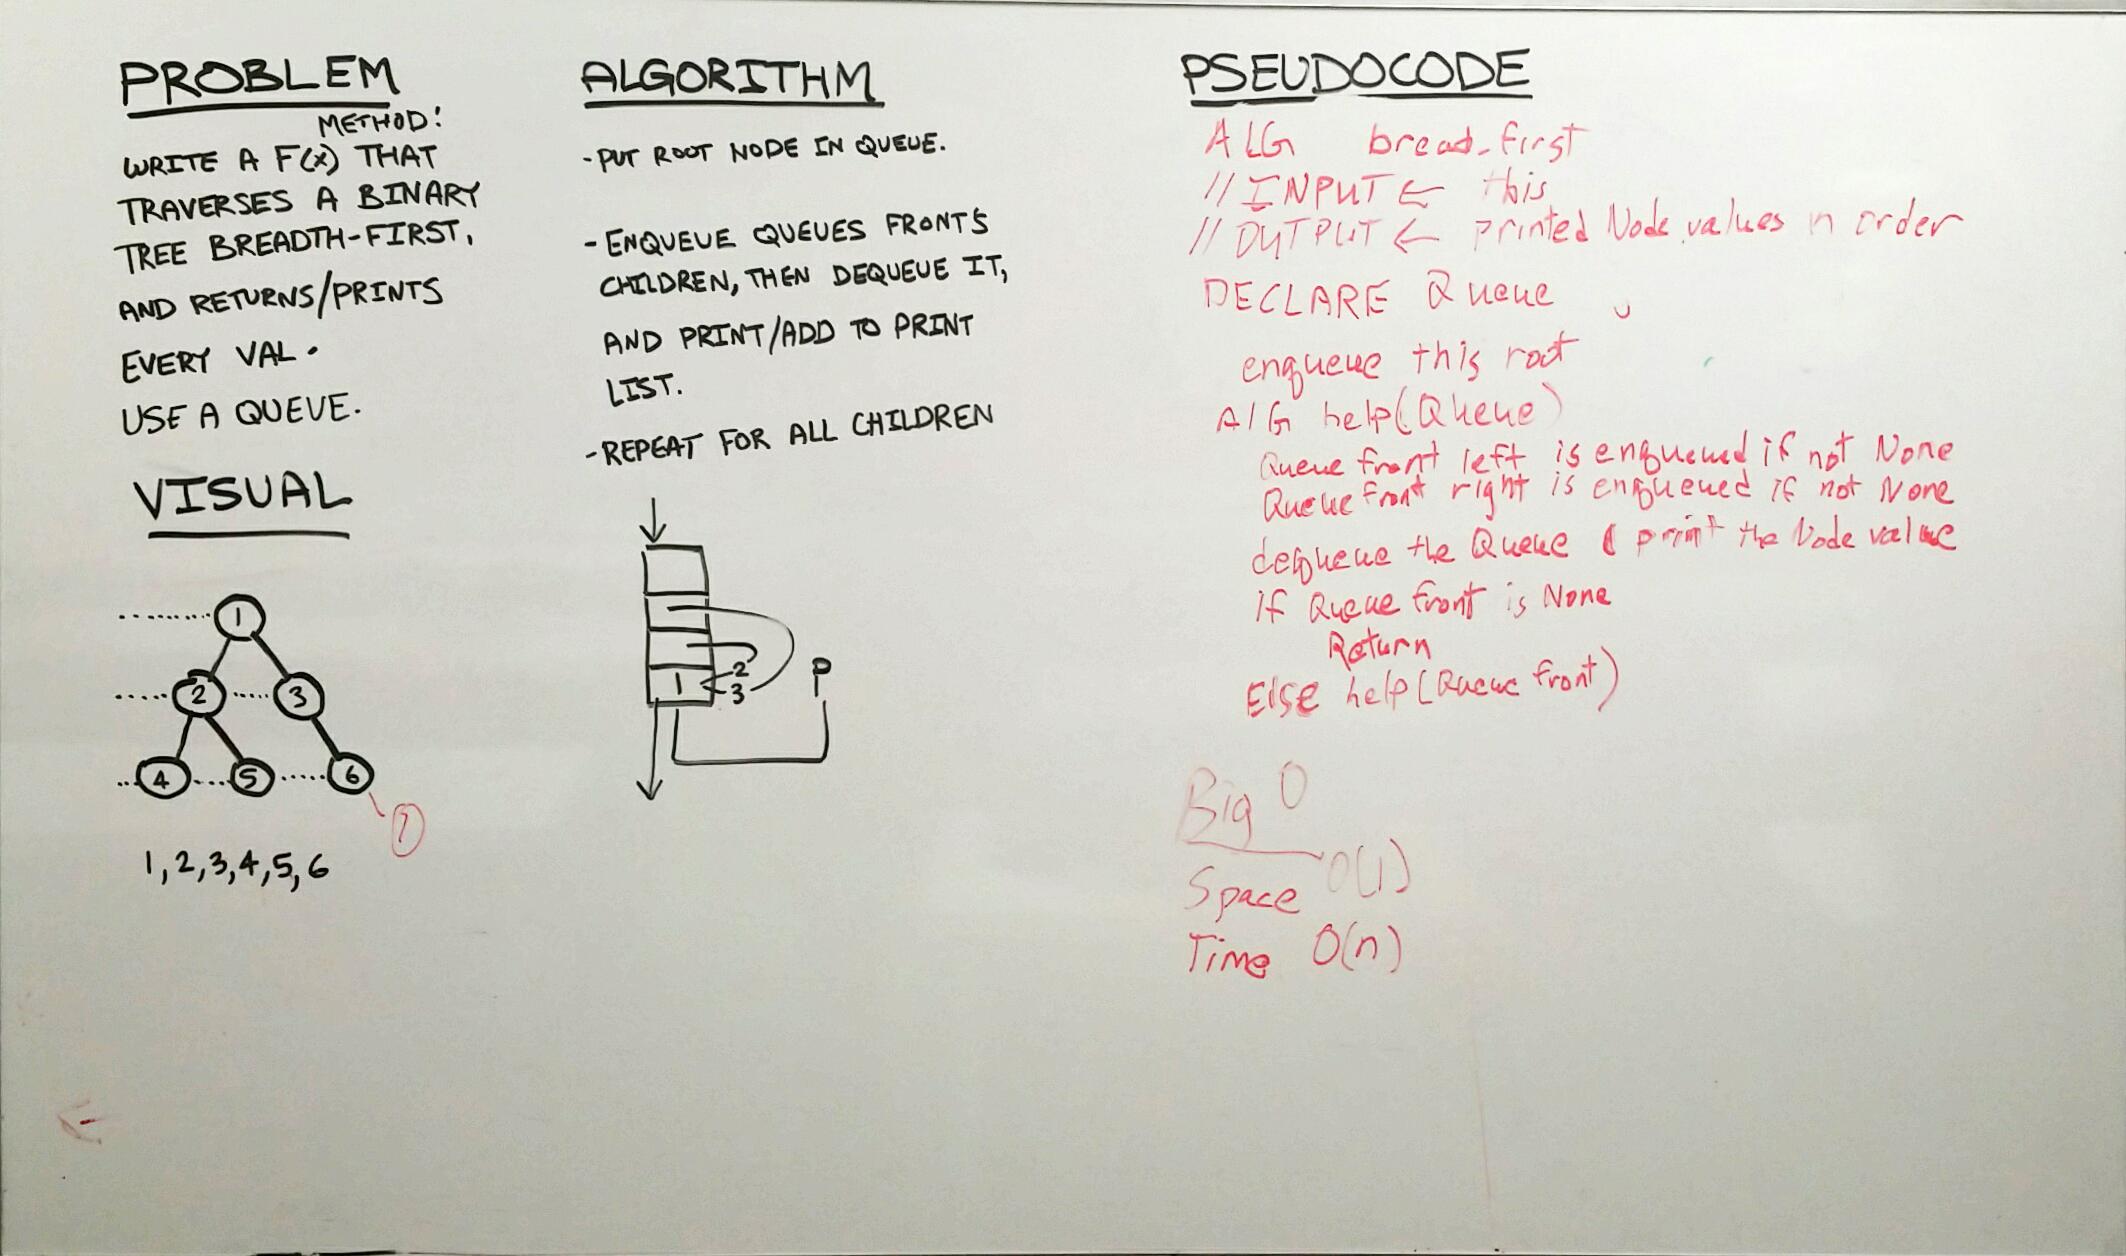 PROBLEM
METHOD!
WRITE A F(X) THAT
TRAVERSES A BINARY
TREE BREADTH-FIRST,
AND RETURNS/PRINTS
EVERY VAL.
USE A QUEUE.
VISUAL
1
2 3
4 5 6
7
1,2,3,4,5,6
ALGORITHM
-PUT ROOT NODE IN QUEUE.
-ENQUEUE QUEUES FRONTS
CHILDREN, THEN DEQUEUE IT,
AND PRINT/ADD TO PRINT
LIST.
-REPEAT FOR ALL CHILDREN
2
1
3
P
PSEUDOCODE
ALG bread-first
// INPUT ← this
// OUTPUT ← printed Node values in order
DECLARE Queue
enqueue this root
AlG help(Queue)
Queue front left is enqueued if not None
Queue front right is enqueued if not None
dequeue the Queue & print the Node value
if Queue front is None
Return
Else help(Queue front)
Big O
Space O(1)
Time O(n)